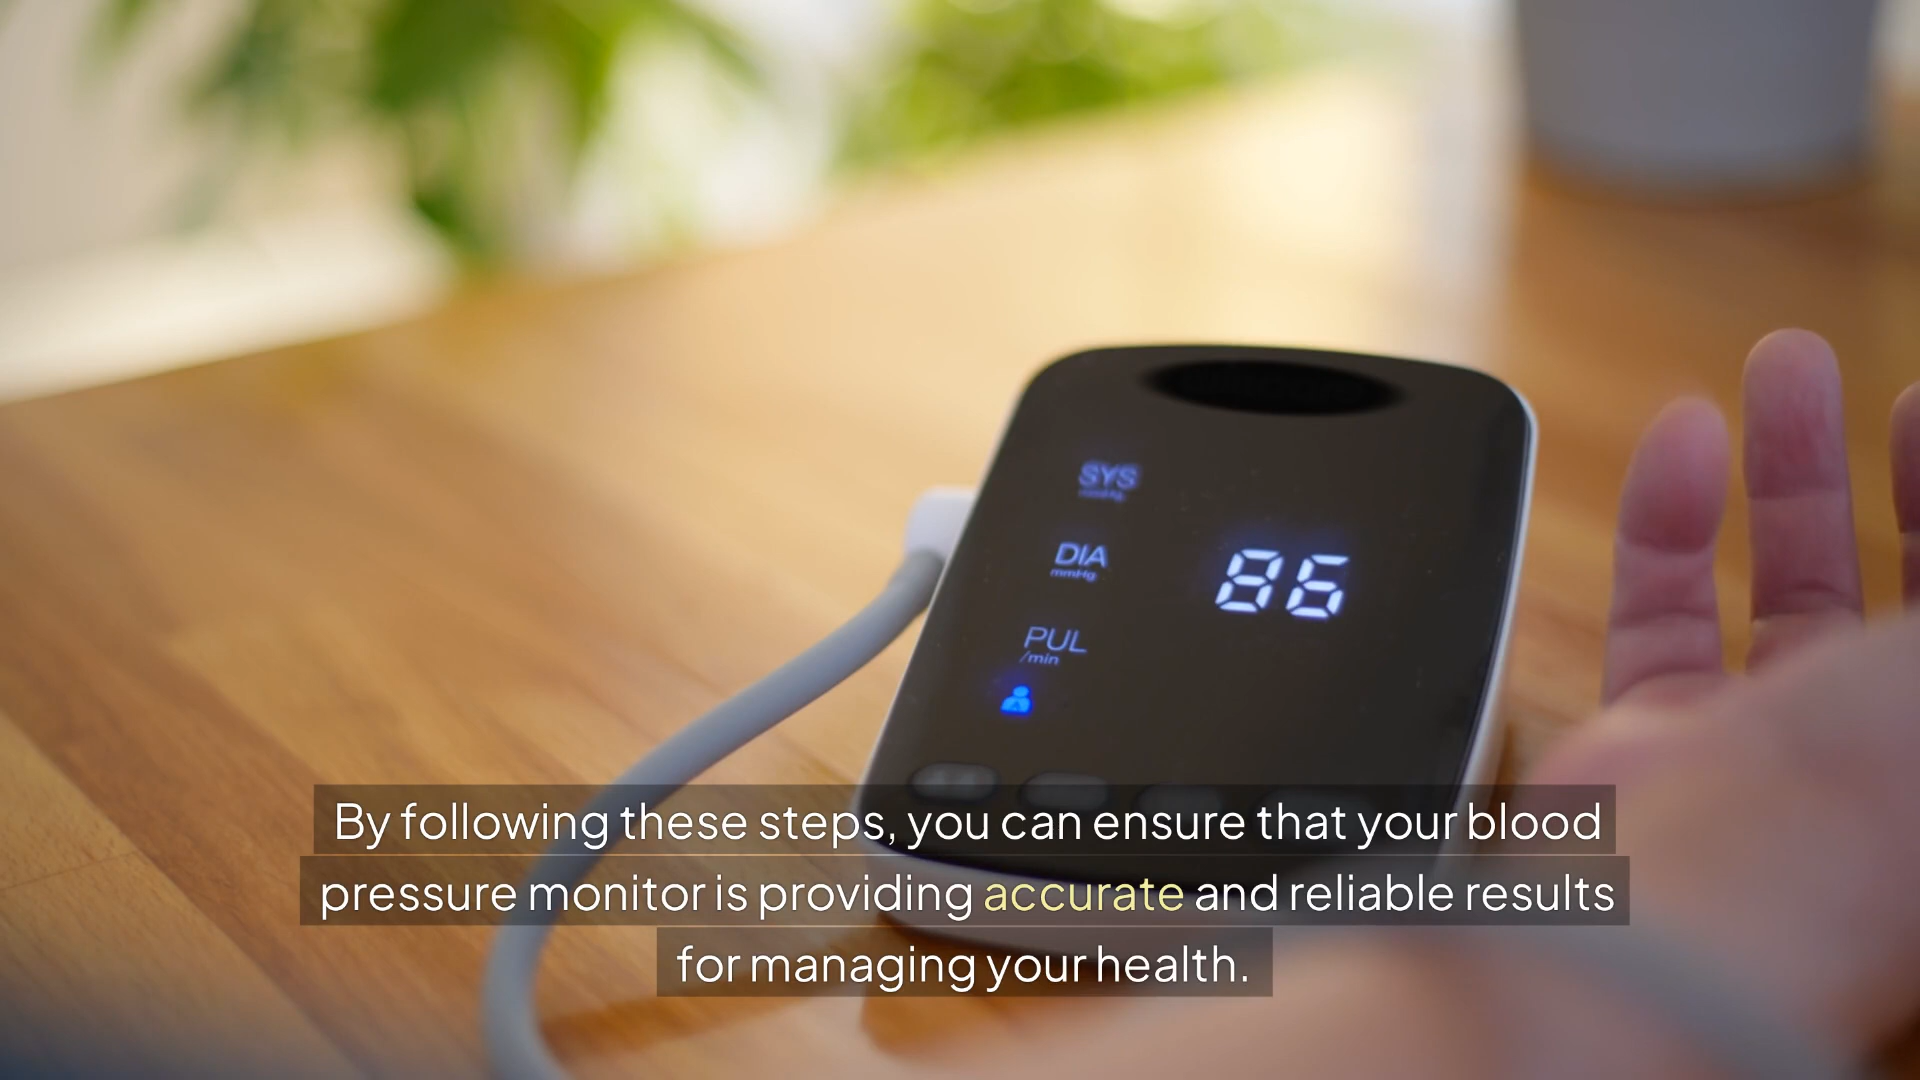 SYS
mmHg
DIA
mmHg
86
PUL
/min
By following these steps, you can ensure that your blood
pressure monitor is providing accurate and reliable results
for managing your health.